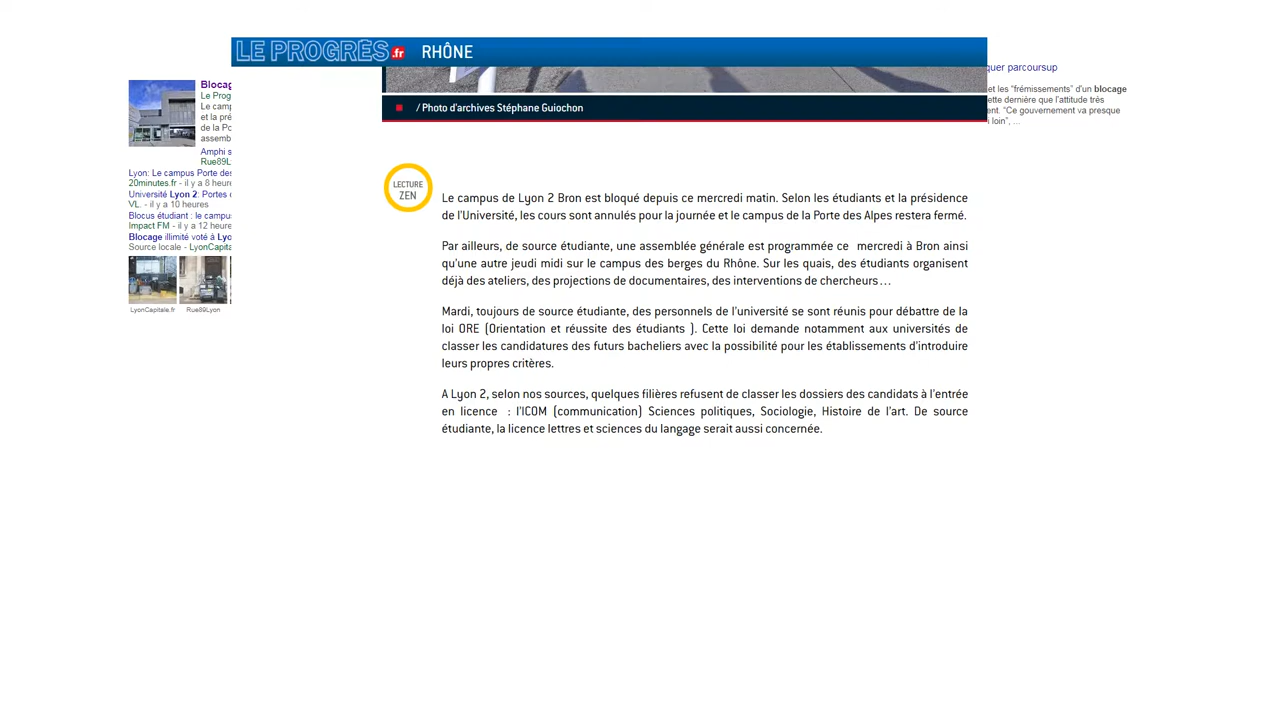 LE PROGRÈS.fr RHÔNE
/ Photo d'archives Stéphane Guiochon
LECTURE
ZEN
Le campus de Lyon 2 Bron est bloqué depuis ce mercredi matin. Selon les étudiants et la présidence
de l'Université, les cours sont annulés pour la journée et le campus de la Porte des Alpes restera fermé.
Par ailleurs, de source étudiante, une assemblée générale est programmée ce mercredi à Bron ainsi
qu'une autre jeudi midi sur le campus des berges du Rhône. Sur les quais, des étudiants organisent
déjà des ateliers, des projections de documentaires, des interventions de chercheurs…
Mardi, toujours de source étudiante, des personnels de l'université se sont réunis pour débattre de la
loi ORE (Orientation et réussite des étudiants ). Cette loi demande notamment aux universités de
classer les candidatures des futurs bacheliers avec la possibilité pour les établissements d'introduire
leurs propres critères.
A Lyon 2, selon nos sources, quelques filières refusent de classer les dossiers des candidats à l'entrée
en licence : l'ICOM (communication) Sciences politiques, Sociologie, Histoire de l'art. De source
étudiante, la licence lettres et sciences du langage serait aussi concernée.
Blocag
Le Prog
Le camp
et la pré
de la Po
assemb
Amphi s
Rue89L
Lyon: Le campus Porte des
20minutes.fr - il y a 8 heure
Université Lyon 2: Portes
VL. - il y a 10 heures
Blocus étudiant : le campus
Impact FM - il y a 12 heure
Blocage illimité voté à Lyo
Source locale - LyonCapita
LyonCapitale.fr Rue89Lyon
quer parcoursup
et les "frémissements" d'un blocage
ette dernière que l'attitude très
ent. "Ce gouvernement va presque
i loin", ...